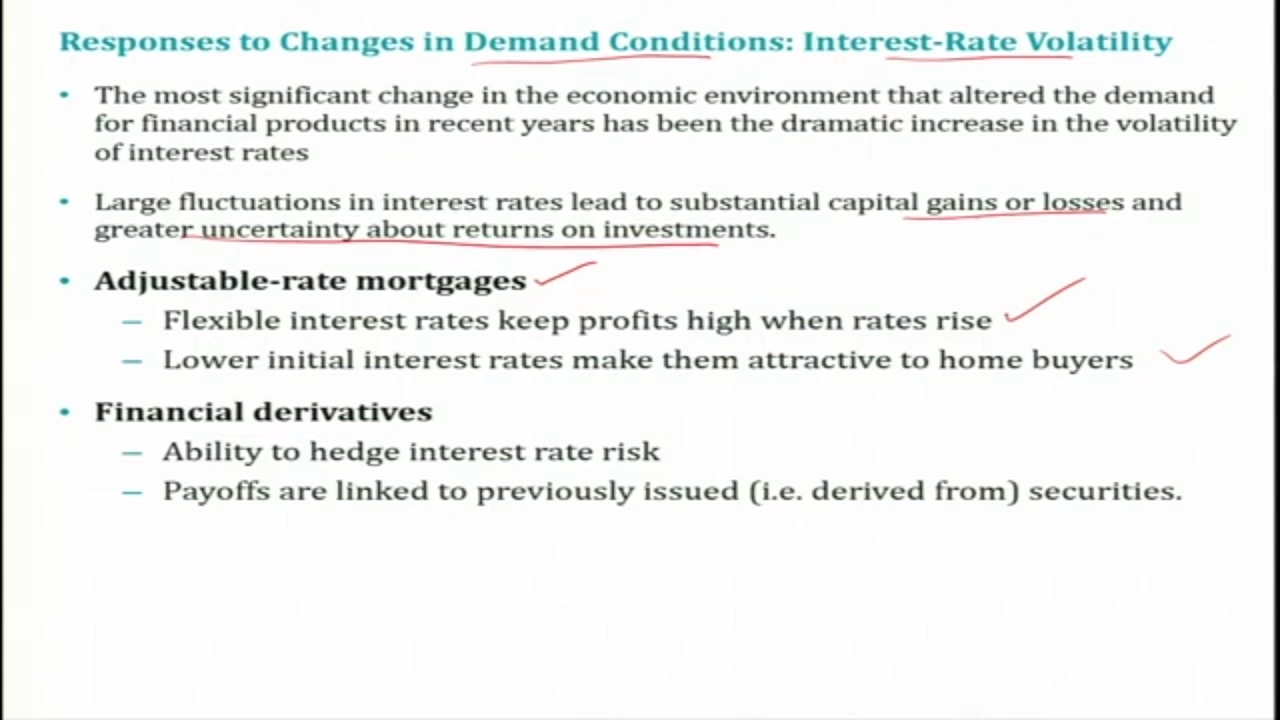 Responses to Changes in Demand Conditions: Interest-Rate Volatility
• The most significant change in the economic environment that altered the demand
for financial products in recent years has been the dramatic increase in the volatility
of interest rates
• Large fluctuations in interest rates lead to substantial capital gains or losses and
greater uncertainty about returns on investments.
• Adjustable-rate mortgages
– Flexible interest rates keep profits high when rates rise
– Lower initial interest rates make them attractive to home buyers
• Financial derivatives
– Ability to hedge interest rate risk
– Payoffs are linked to previously issued (i.e. derived from) securities.